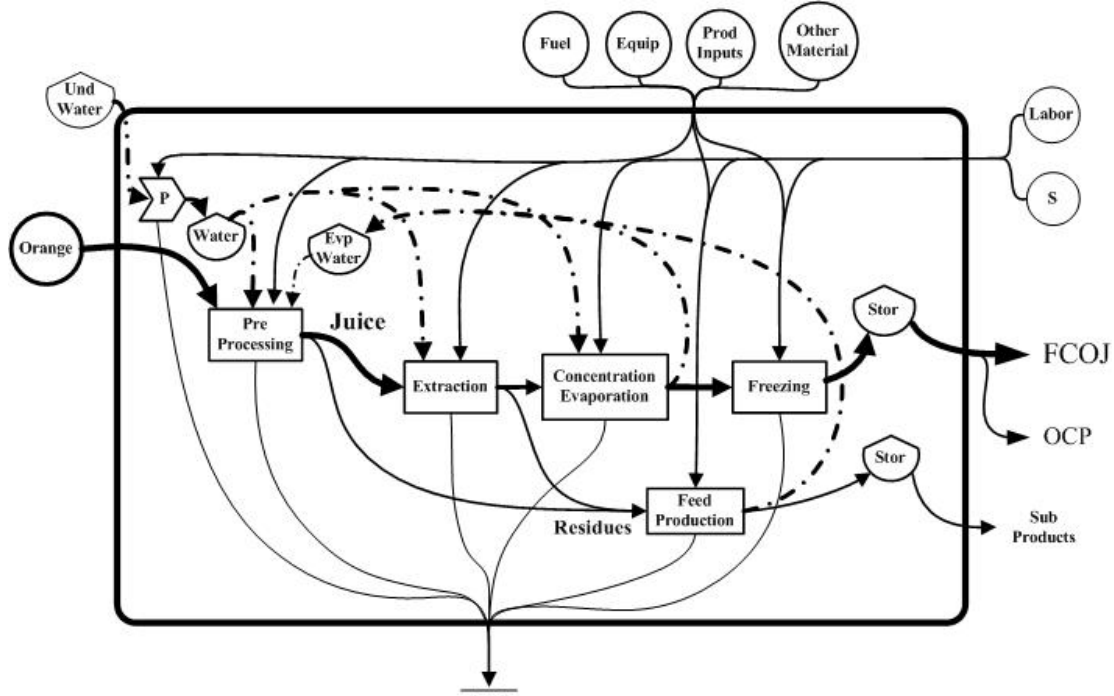 Fuel
Equip
Prod
Inputs
Other
Material
Und
Water
Labor
P
S
Water
Evp
Water
Orange
Pre
Processing
Juice
Stor
FCOJ
Extraction
Concentration
Evaporation
Freezing
OCP
Stor
Feed
Production
Residues
Sub
Products